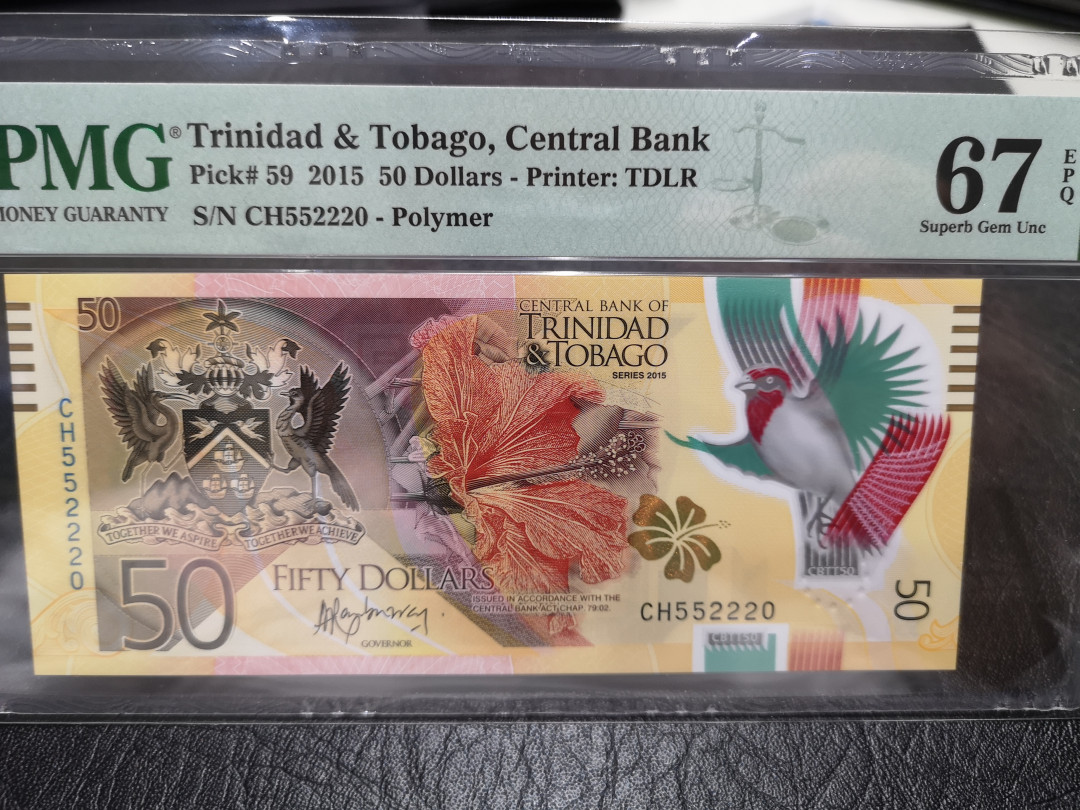 PMG®
MONEY GUARANTY
Trinidad & Tobago, Central Bank
Pick# 59 2015 50 Dollars - Printer: TDLR
S/N CH552220 - Polymer
67
EPQ
Superb Gem Unc
50
CENTRAL BANK OF
TRINIDAD
&TOBAGO
SERIES 2015
CH552220
TOGETHER WE ASPIRE
TOGETHER WE ACHIEVE
50
FIFTY DOLLARS
ISSUED IN ACCORDANCE WITH THE
CENTRAL BANK ACT, CHAP. 79:02.
GOVERNOR
CH552220
CBTT50
50
CBTT50